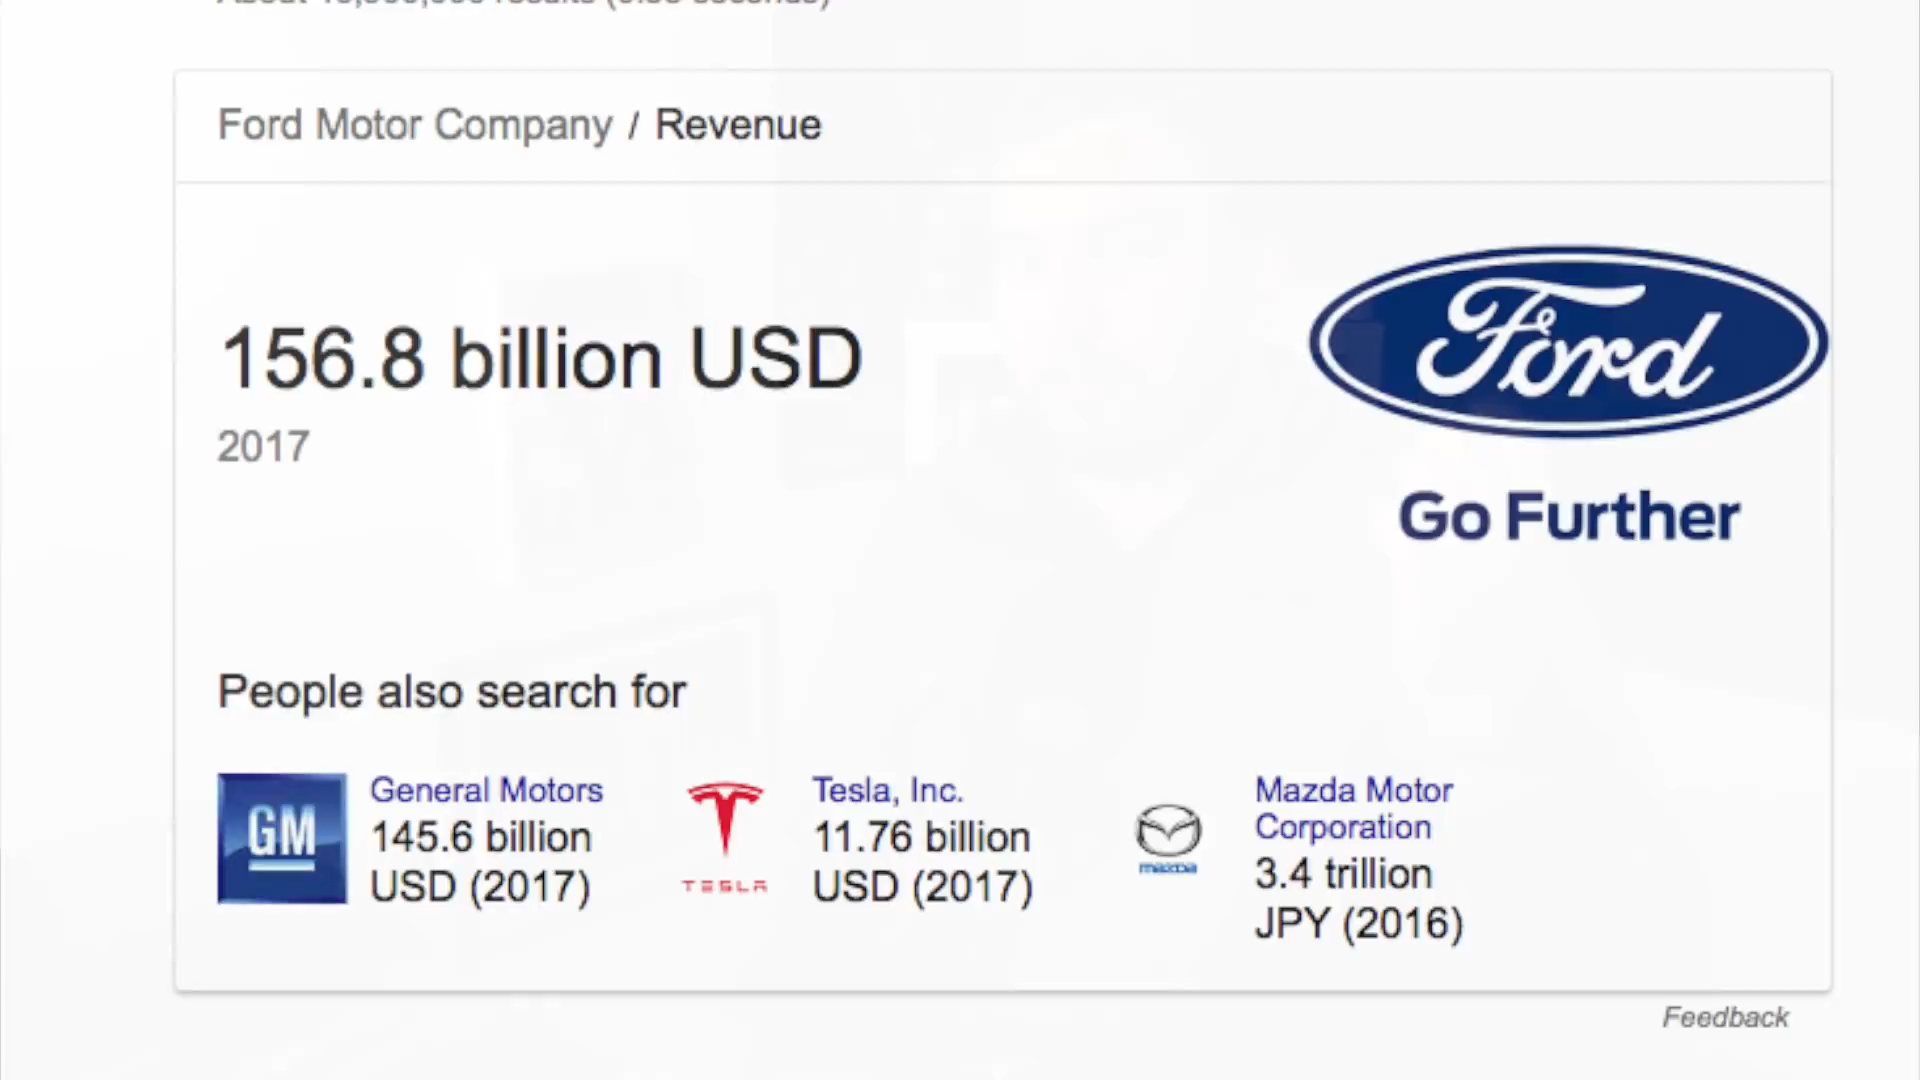 Ford Motor Company / Revenue
156.8 billion USD
2017
Ford
Go Further
People also search for
GM
General Motors
145.6 billion
USD (2017)
TESLA
Tesla, Inc.
11.76 billion
USD (2017)
mazda
Mazda Motor
Corporation
3.4 trillion
JPY (2016)
Feedback